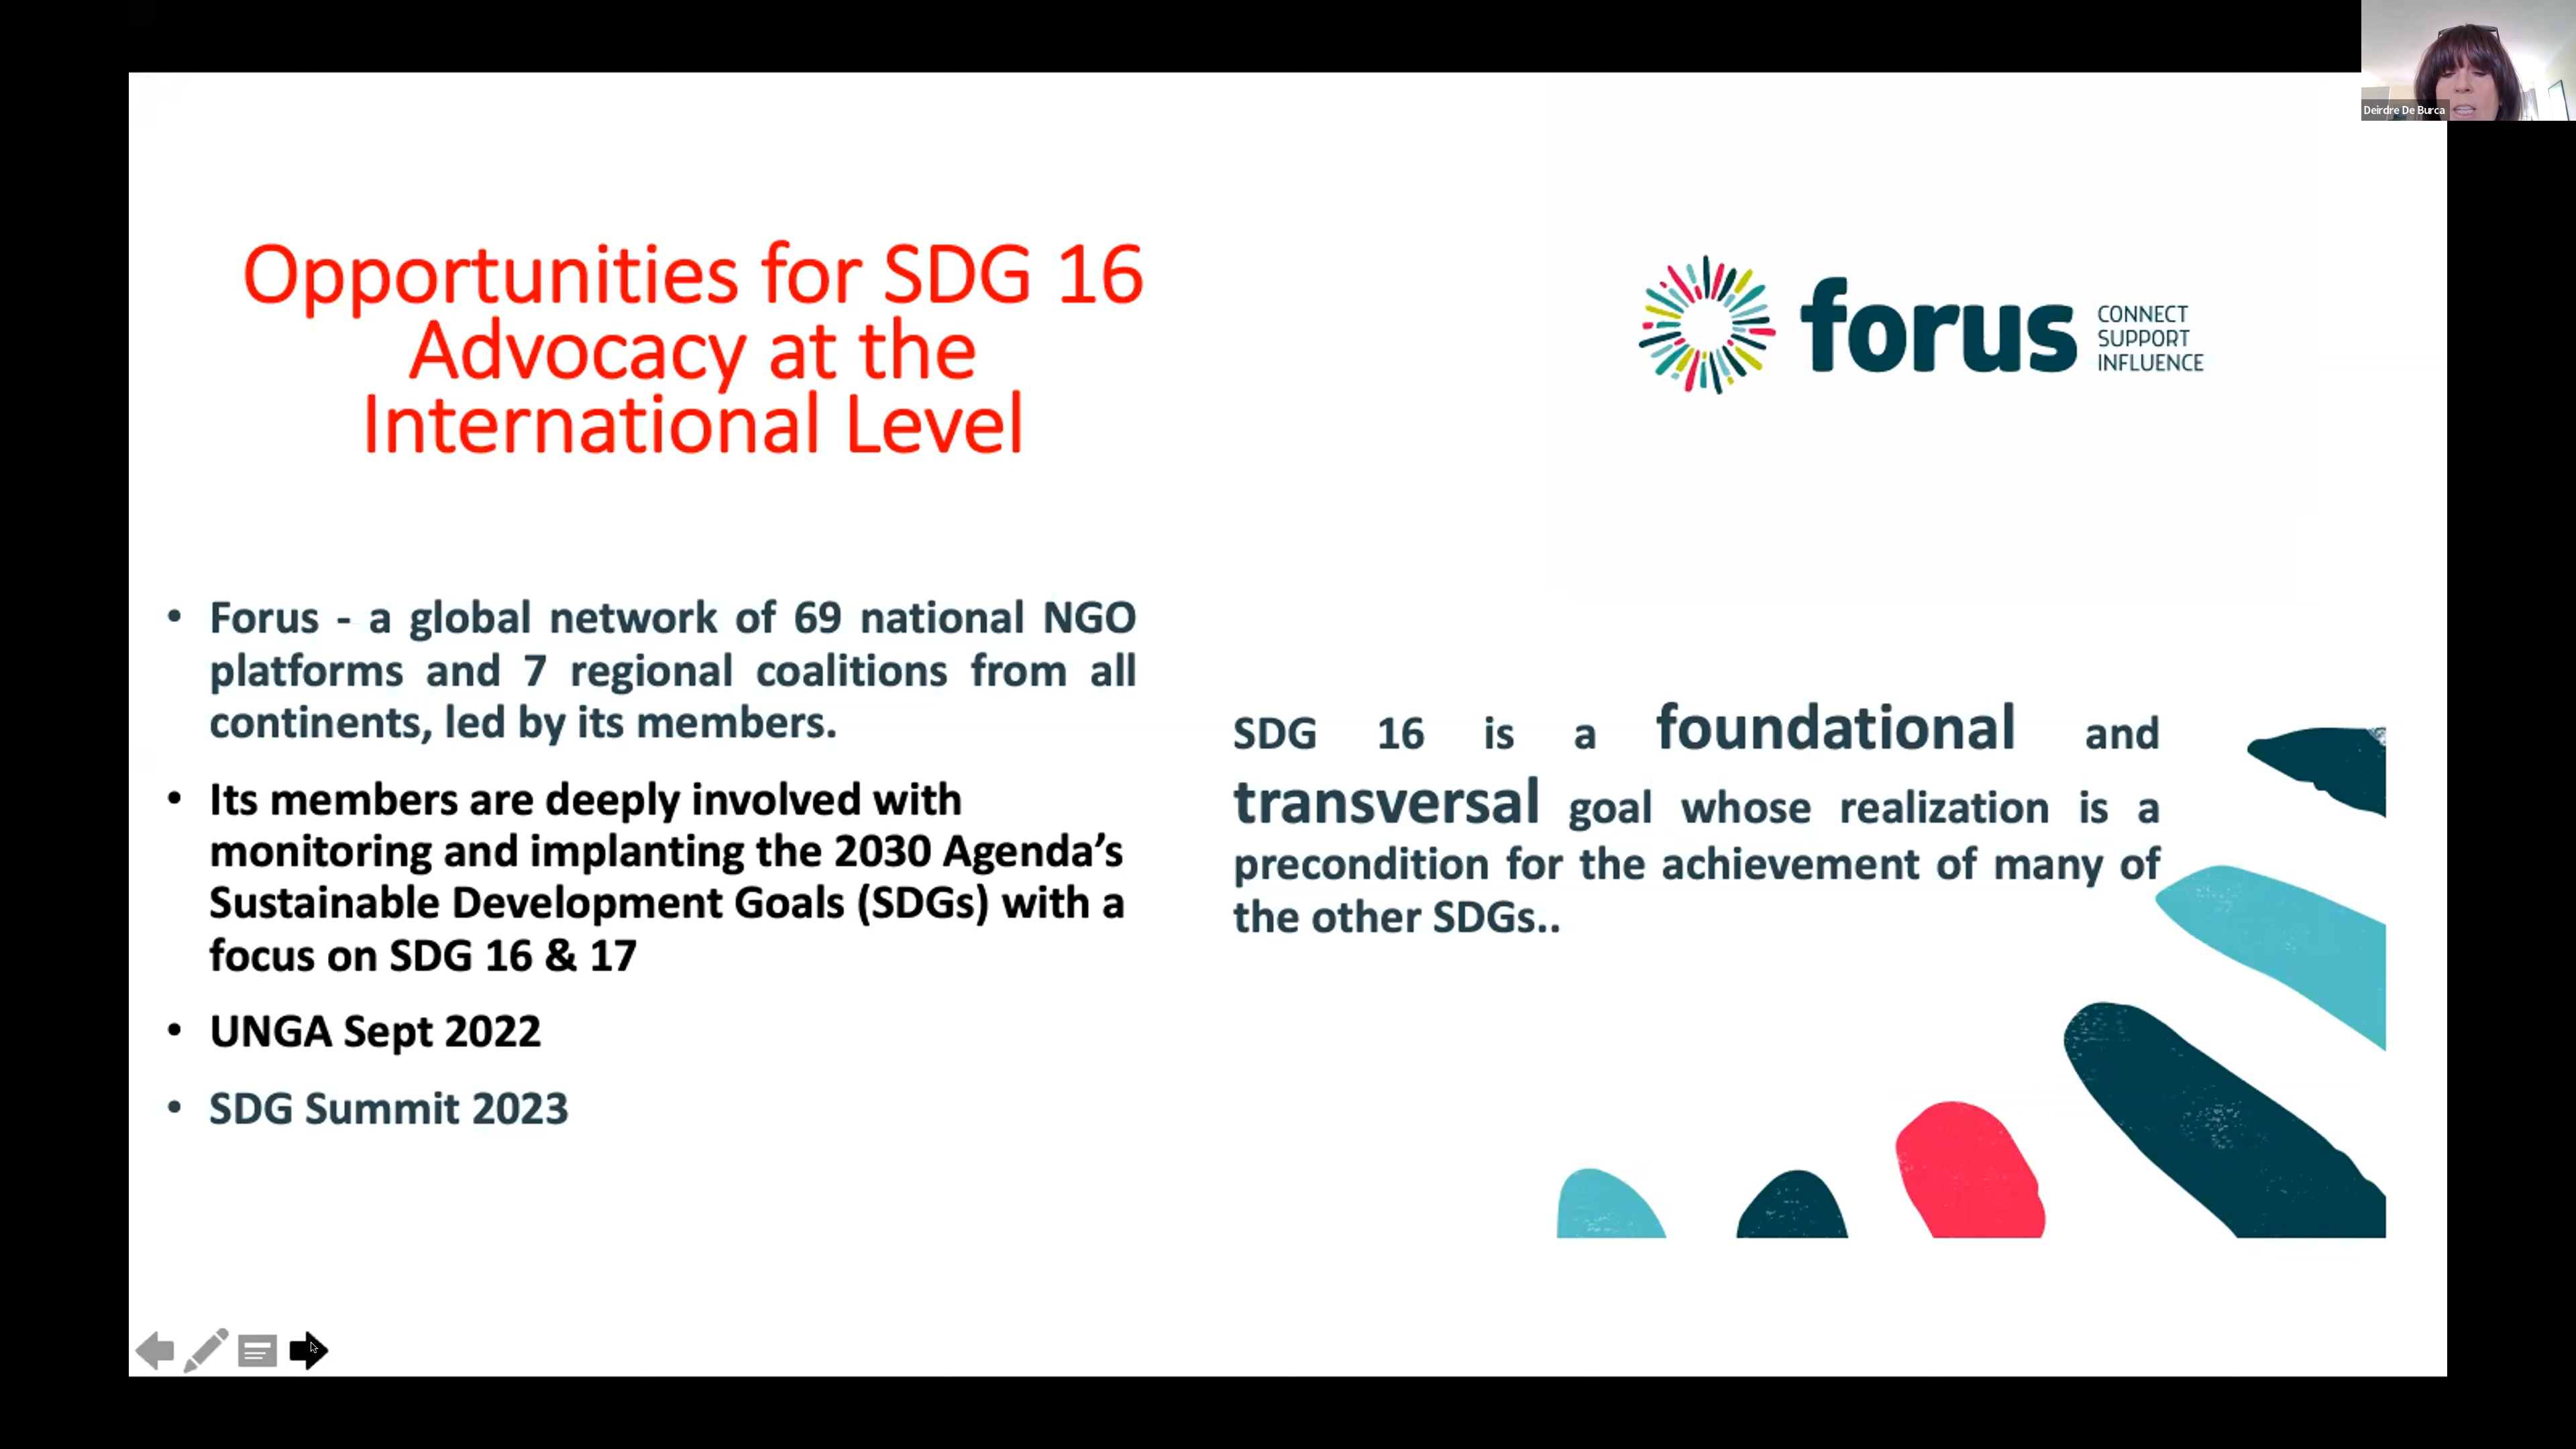 Deirdre De Burca
Opportunities for SDG 16
Advocacy at the
International Level
forus
CONNECT
SUPPORT
INFLUENCE
• Forus - a global network of 69 national NGO
platforms and 7 regional coalitions from all
continents, led by its members.
• Its members are deeply involved with
monitoring and implanting the 2030 Agenda’s
Sustainable Development Goals (SDGs) with a
focus on SDG 16 & 17
• UNGA Sept 2022
• SDG Summit 2023
SDG 16 is a foundational and
transversal goal whose realization is a
precondition for the achievement of many of
the other SDGs..